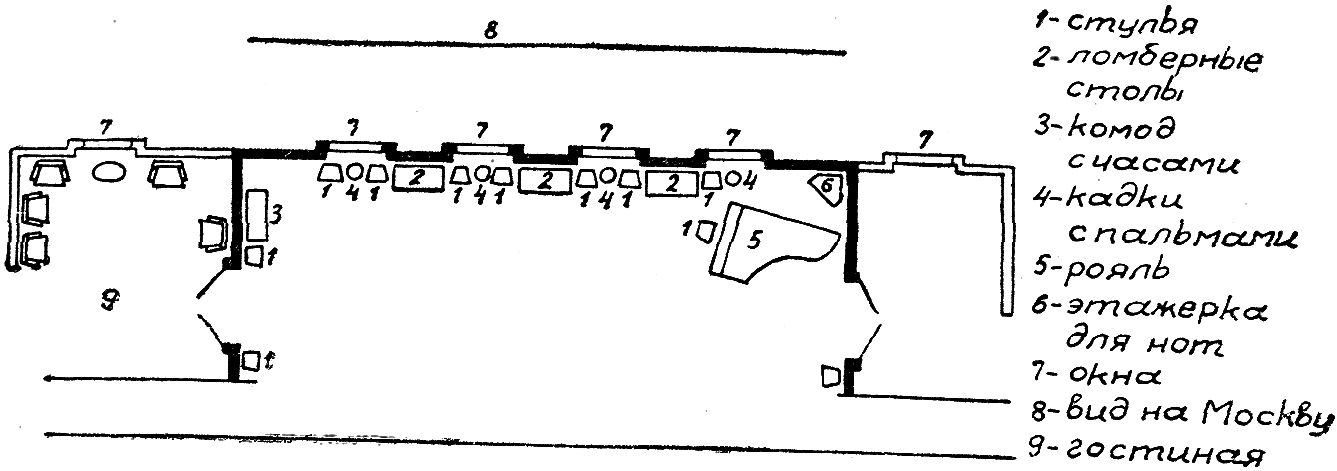 8
7 7 7 7 7 7
1 4 1 2 1 4 1 2 1 4 1 2 1 4 6
3 1 5
1
9
1
1-стулья
2-ломберные
столы
3-комод
с часами
4-кадки
с пальмами
5-рояль
6-этажерка
для нот
7-окна
8-вид на Москву
9-гостиная